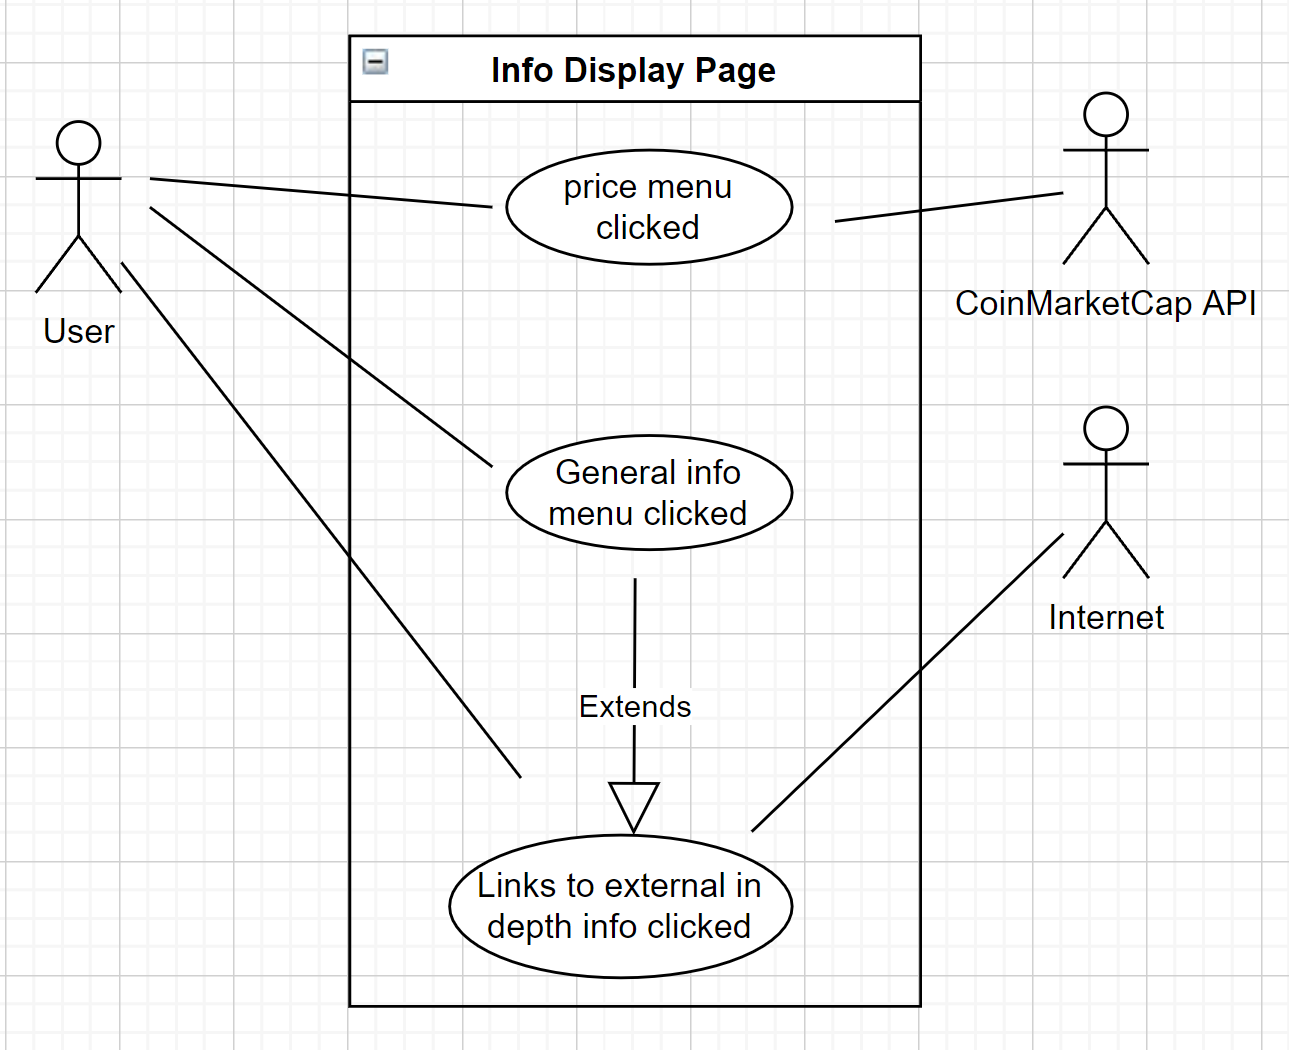 Info Display Page
price menu
clicked
User
CoinMarketCap API
General info
menu clicked
Internet
Extends
Links to external in
depth info clicked